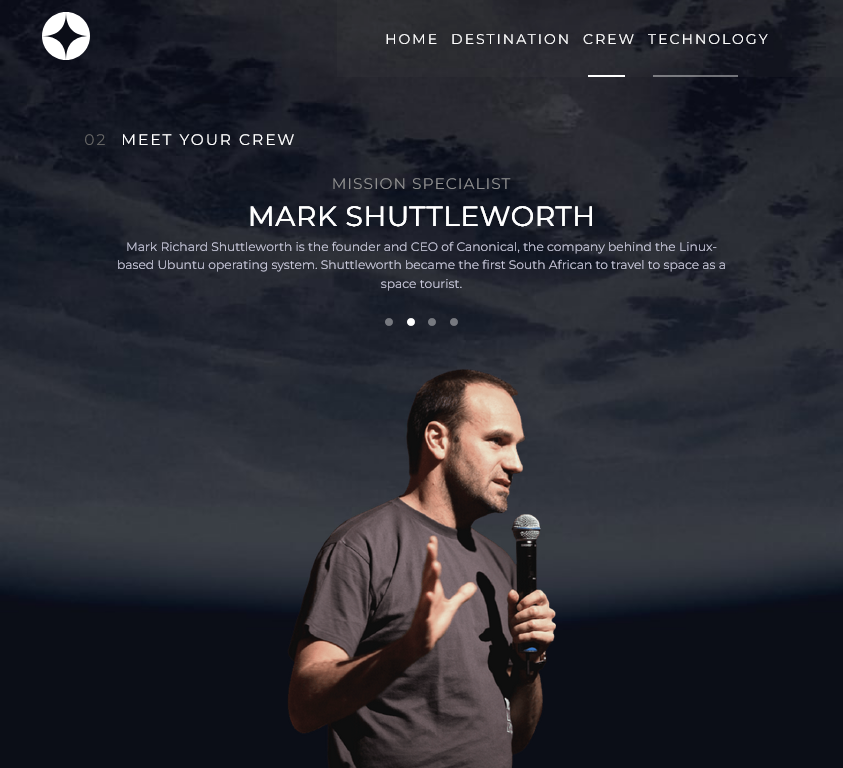 HOME DESTINATION CREW TECHNOLOGY
02 MEET YOUR CREW
MISSION SPECIALIST
MARK SHUTTLEWORTH
Mark Richard Shuttleworth is the founder and CEO of Canonical, the company behind the Linux-
based Ubuntu operating system. Shuttleworth became the first South African to travel to space as a
space tourist.